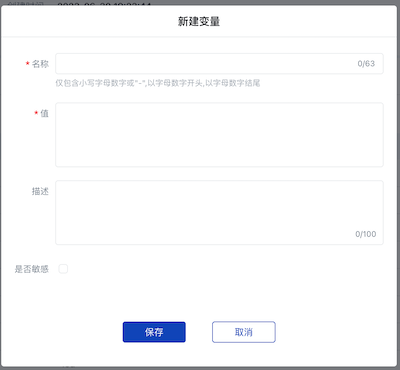 新建变量
* 名称
0/63
仅包含小写字母数字或"-",以字母数字开头,以字母数字结尾
* 值
描述
0/100
是否敏感
保存 取消